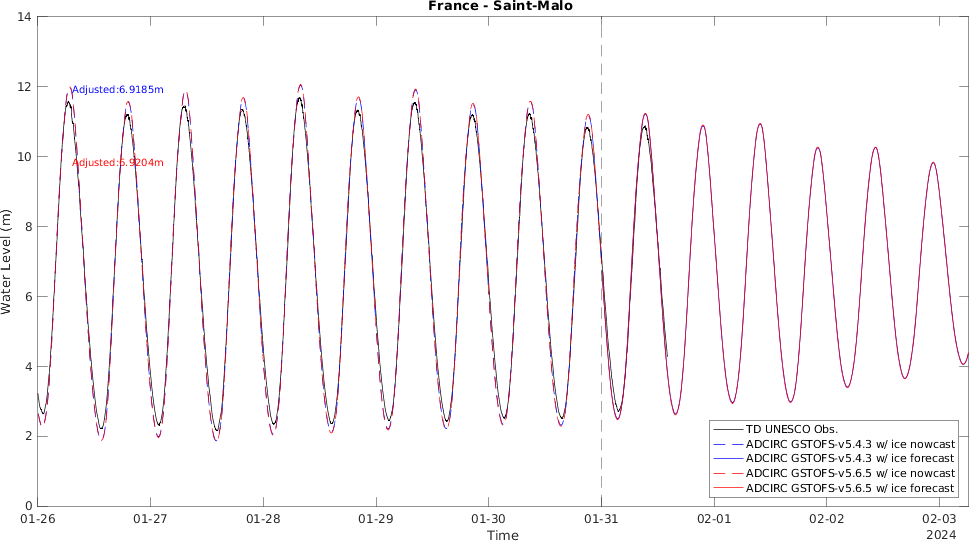 France - Saint-Malo
14
12
10
8
6
4
2
0
Water Level (m)
Adjusted:6.9185m
Adjusted:6.9204m
01-26
01-27
01-28
01-29
01-30
01-31
02-01
02-02
02-03
Time
2024
TD UNESCO Obs.
ADCIRC GSTOFS-v5.4.3 w/ ice nowcast
ADCIRC GSTOFS-v5.4.3 w/ ice forecast
ADCIRC GSTOFS-v5.6.5 w/ ice nowcast
ADCIRC GSTOFS-v5.6.5 w/ ice forecast